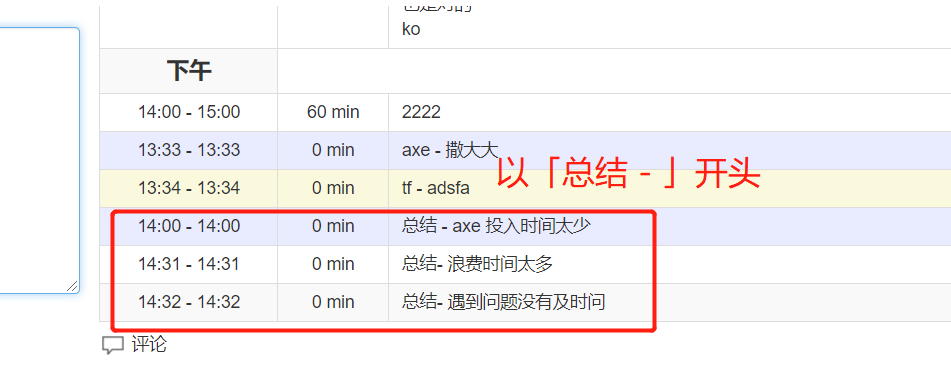 ko
下午
14:00 - 15:00 60 min 2222
13:33 - 13:33 0 min axe - 撒大大
以「总结 - 」开头
13:34 - 13:34 0 min tf - adsfa
14:00 - 14:00 0 min 总结 - axe 投入时间太少
14:31 - 14:31 0 min 总结- 浪费时间太多
14:32 - 14:32 0 min 总结- 遇到问题没有及时问
评论